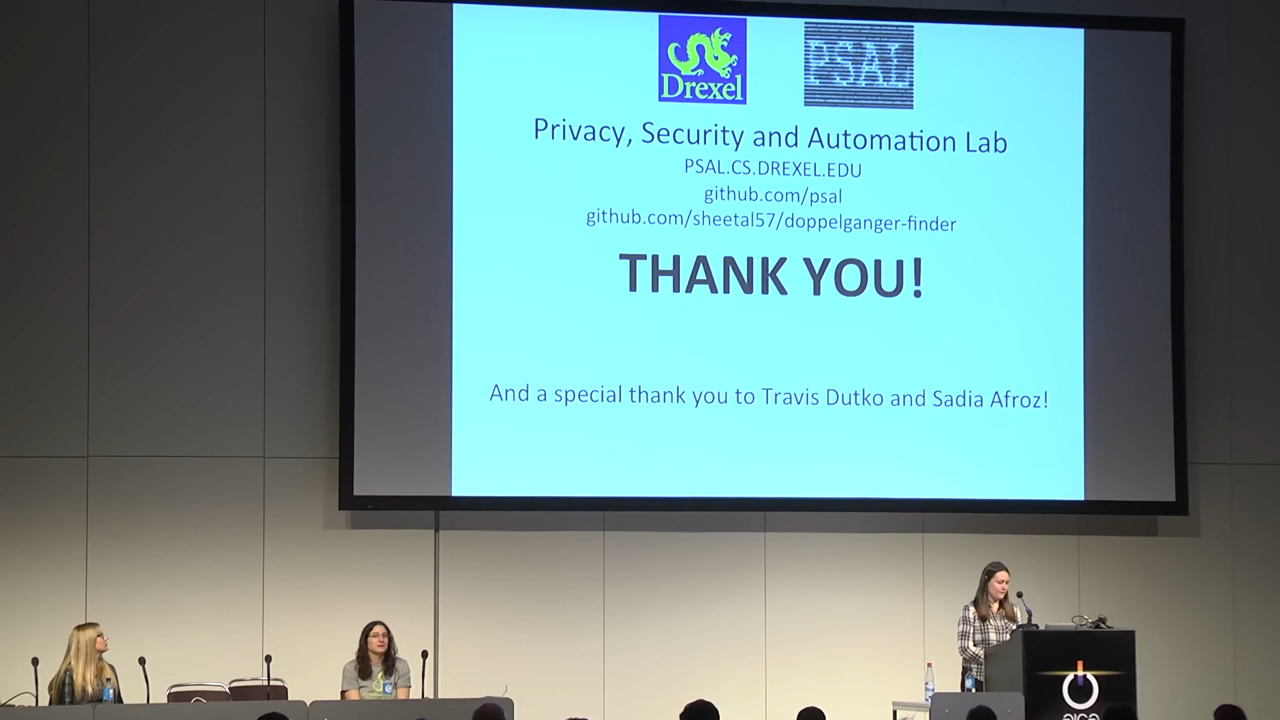 Drexel
PSAL
Privacy, Security and Automation Lab
PSAL.CS.DREXEL.EDU
github.com/psal
github.com/sheetal57/doppelganger-finder
THANK YOU!
And a special thank you to Travis Dutko and Sadia Afroz!